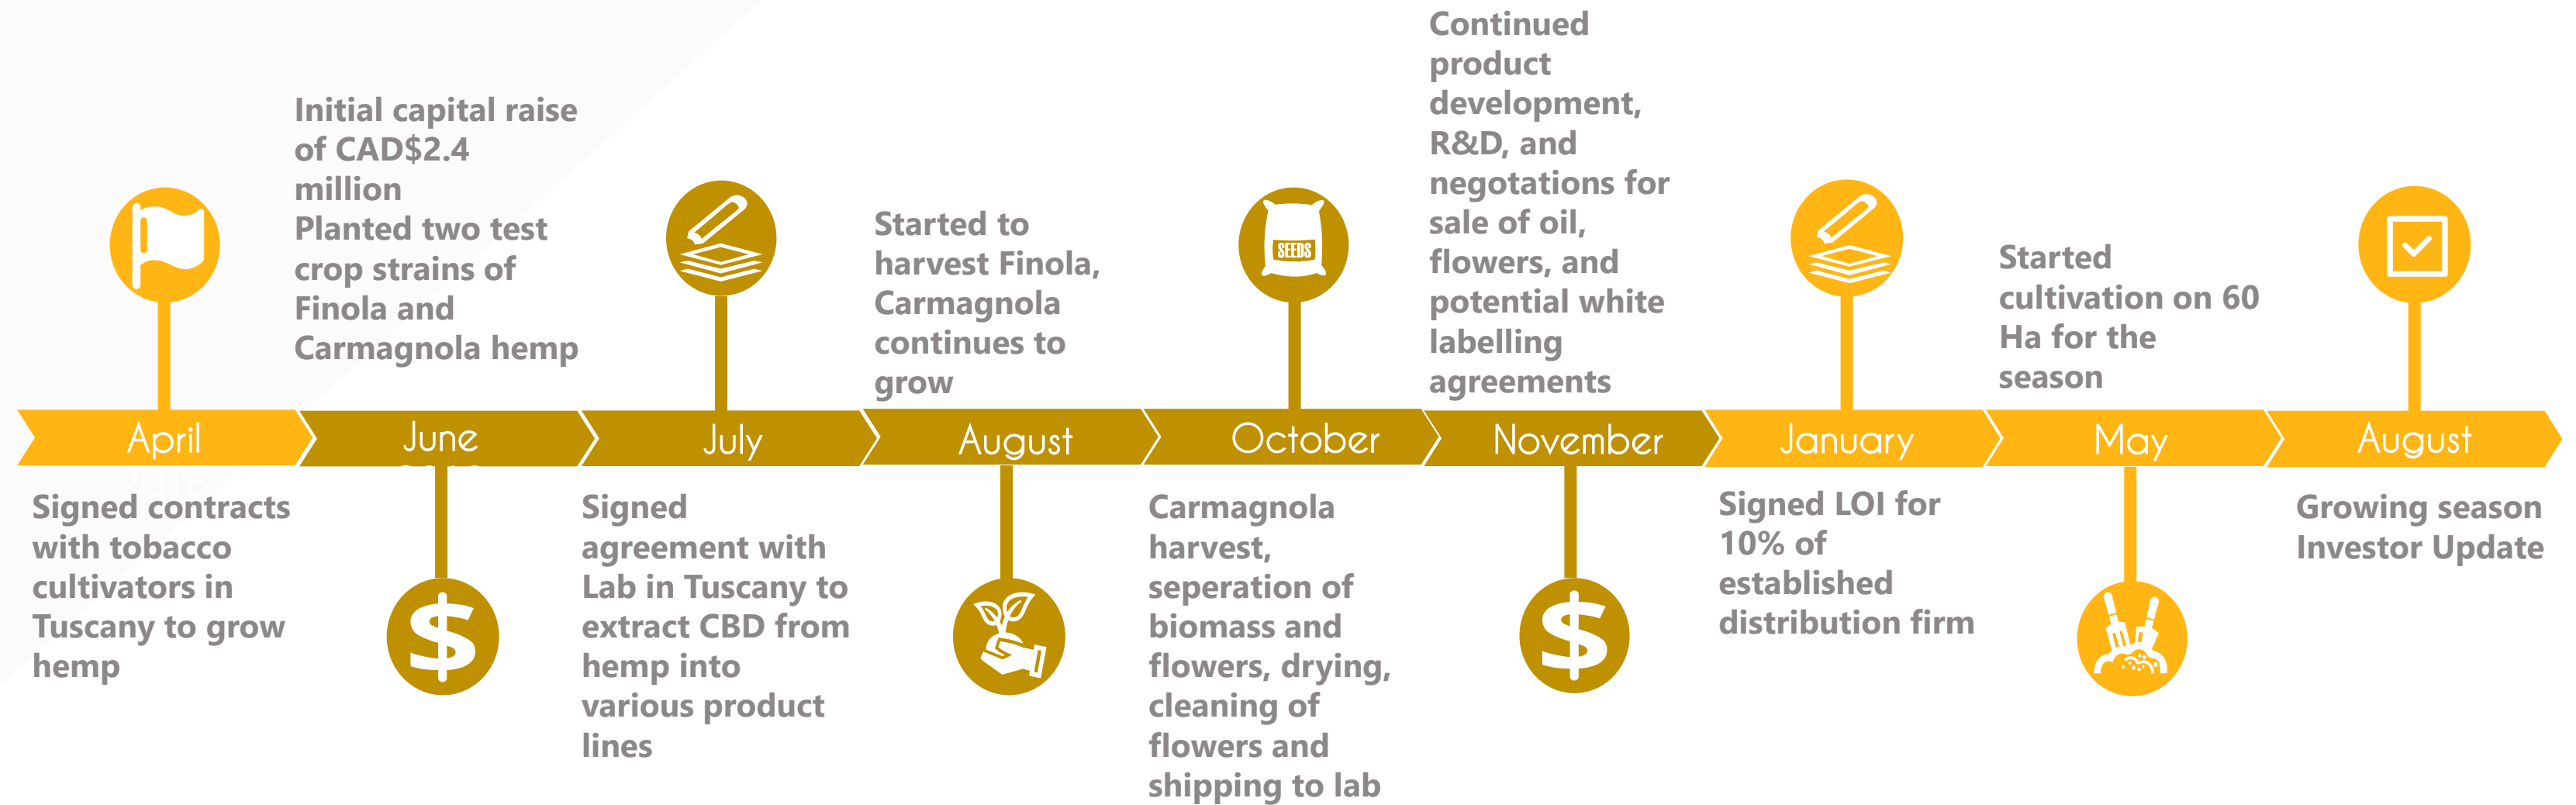 April
2018
Signed contracts
with tobacco
cultivators in
Tuscany to grow
hemp
Initial capital raise
of CAD$2.4
million
Planted two test
crop strains of
Finola and
Carmagnola hemp
June
July
Signed
agreement with
Lab in Tuscany to
extract CBD from
hemp into
various product
lines
Started to
harvest Finola,
Carmagnola
continues to
grow
August
SEEDS
October
Carmagnola
harvest,
seperation of
biomass and
flowers, drying,
cleaning of
flowers and
shipping to lab
Continued
product
development,
R&D, and
negotations for
sale of oil,
flowers, and
potential white
labelling
agreements
November
January
Signed LOI for
10% of
established
distribution firm
Started
cultivation on 60
Ha for the
season
May
August
Growing season
Investor Update